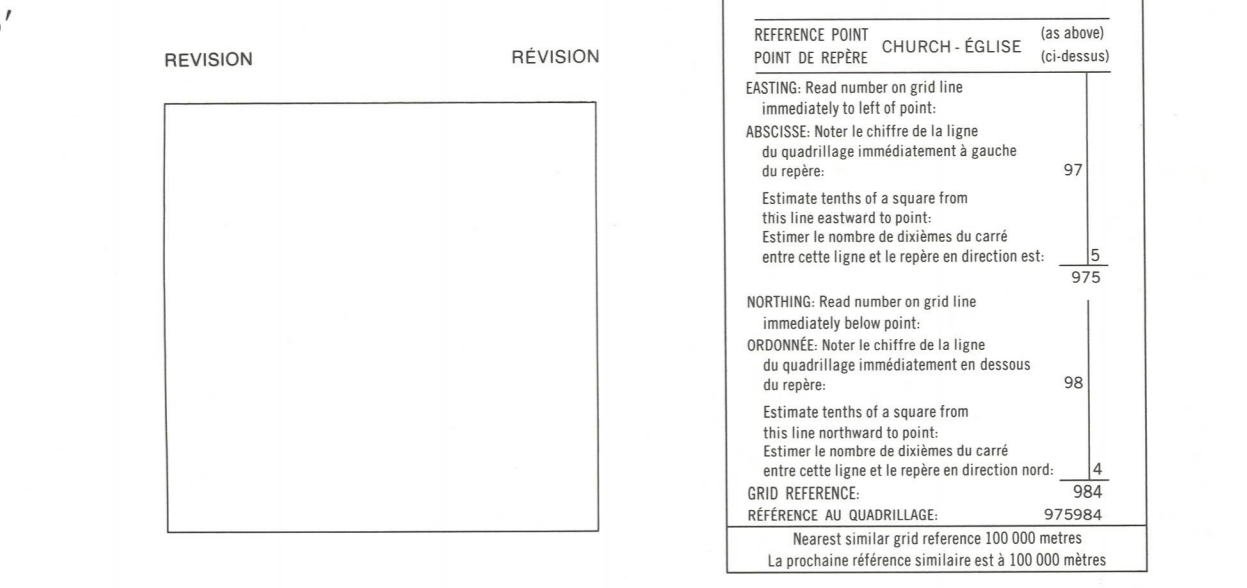 REVISION RÉVISION
REFERENCE POINT CHURCH - ÉGLISE (as above)
POINT DE REPÈRE (ci-dessus)
EASTING: Read number on grid line
immediately to left of point:
ABSCISSE: Noter le chiffre de la ligne
du quadrillage immédiatement à gauche
du repère: 97
Estimate tenths of a square from
this line eastward to point:
Estimer le nombre de dixièmes du carré
entre cette ligne et le repère en direction est: 5
975
NORTHING: Read number on grid line
immediately below point:
ORDONNÉE: Noter le chiffre de la ligne
du quadrillage immédiatement en dessous
du repère: 98
Estimate tenths of a square from
this line northward to point:
Estimer le nombre de dixièmes du carré
entre cette ligne et le repère en direction nord: 4
GRID REFERENCE: 984
RÉFÉRENCE AU QUADRILLAGE: 975984
Nearest similar grid reference 100 000 metres
La prochaine référence similaire est à 100 000 mètres